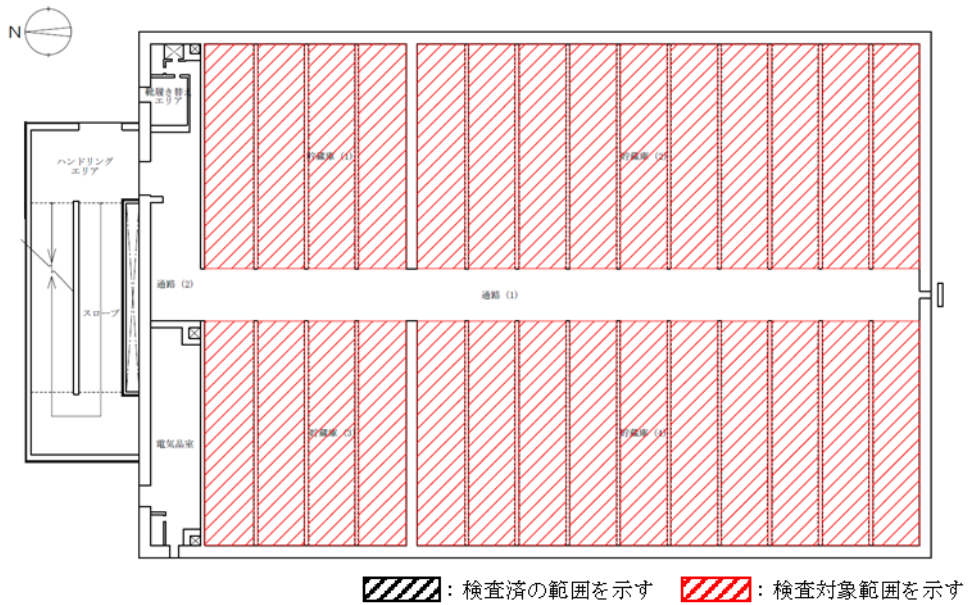 N
靴履き替え
エリア
ハンドリング
エリア
貯蔵庫 (1)
貯蔵庫 (2)
通路 (2)
通路 (1)
スロープ
電気品室
貯蔵庫 (3)
貯蔵庫 (4)
：検査済の範囲を示す
：検査対象範囲を示す